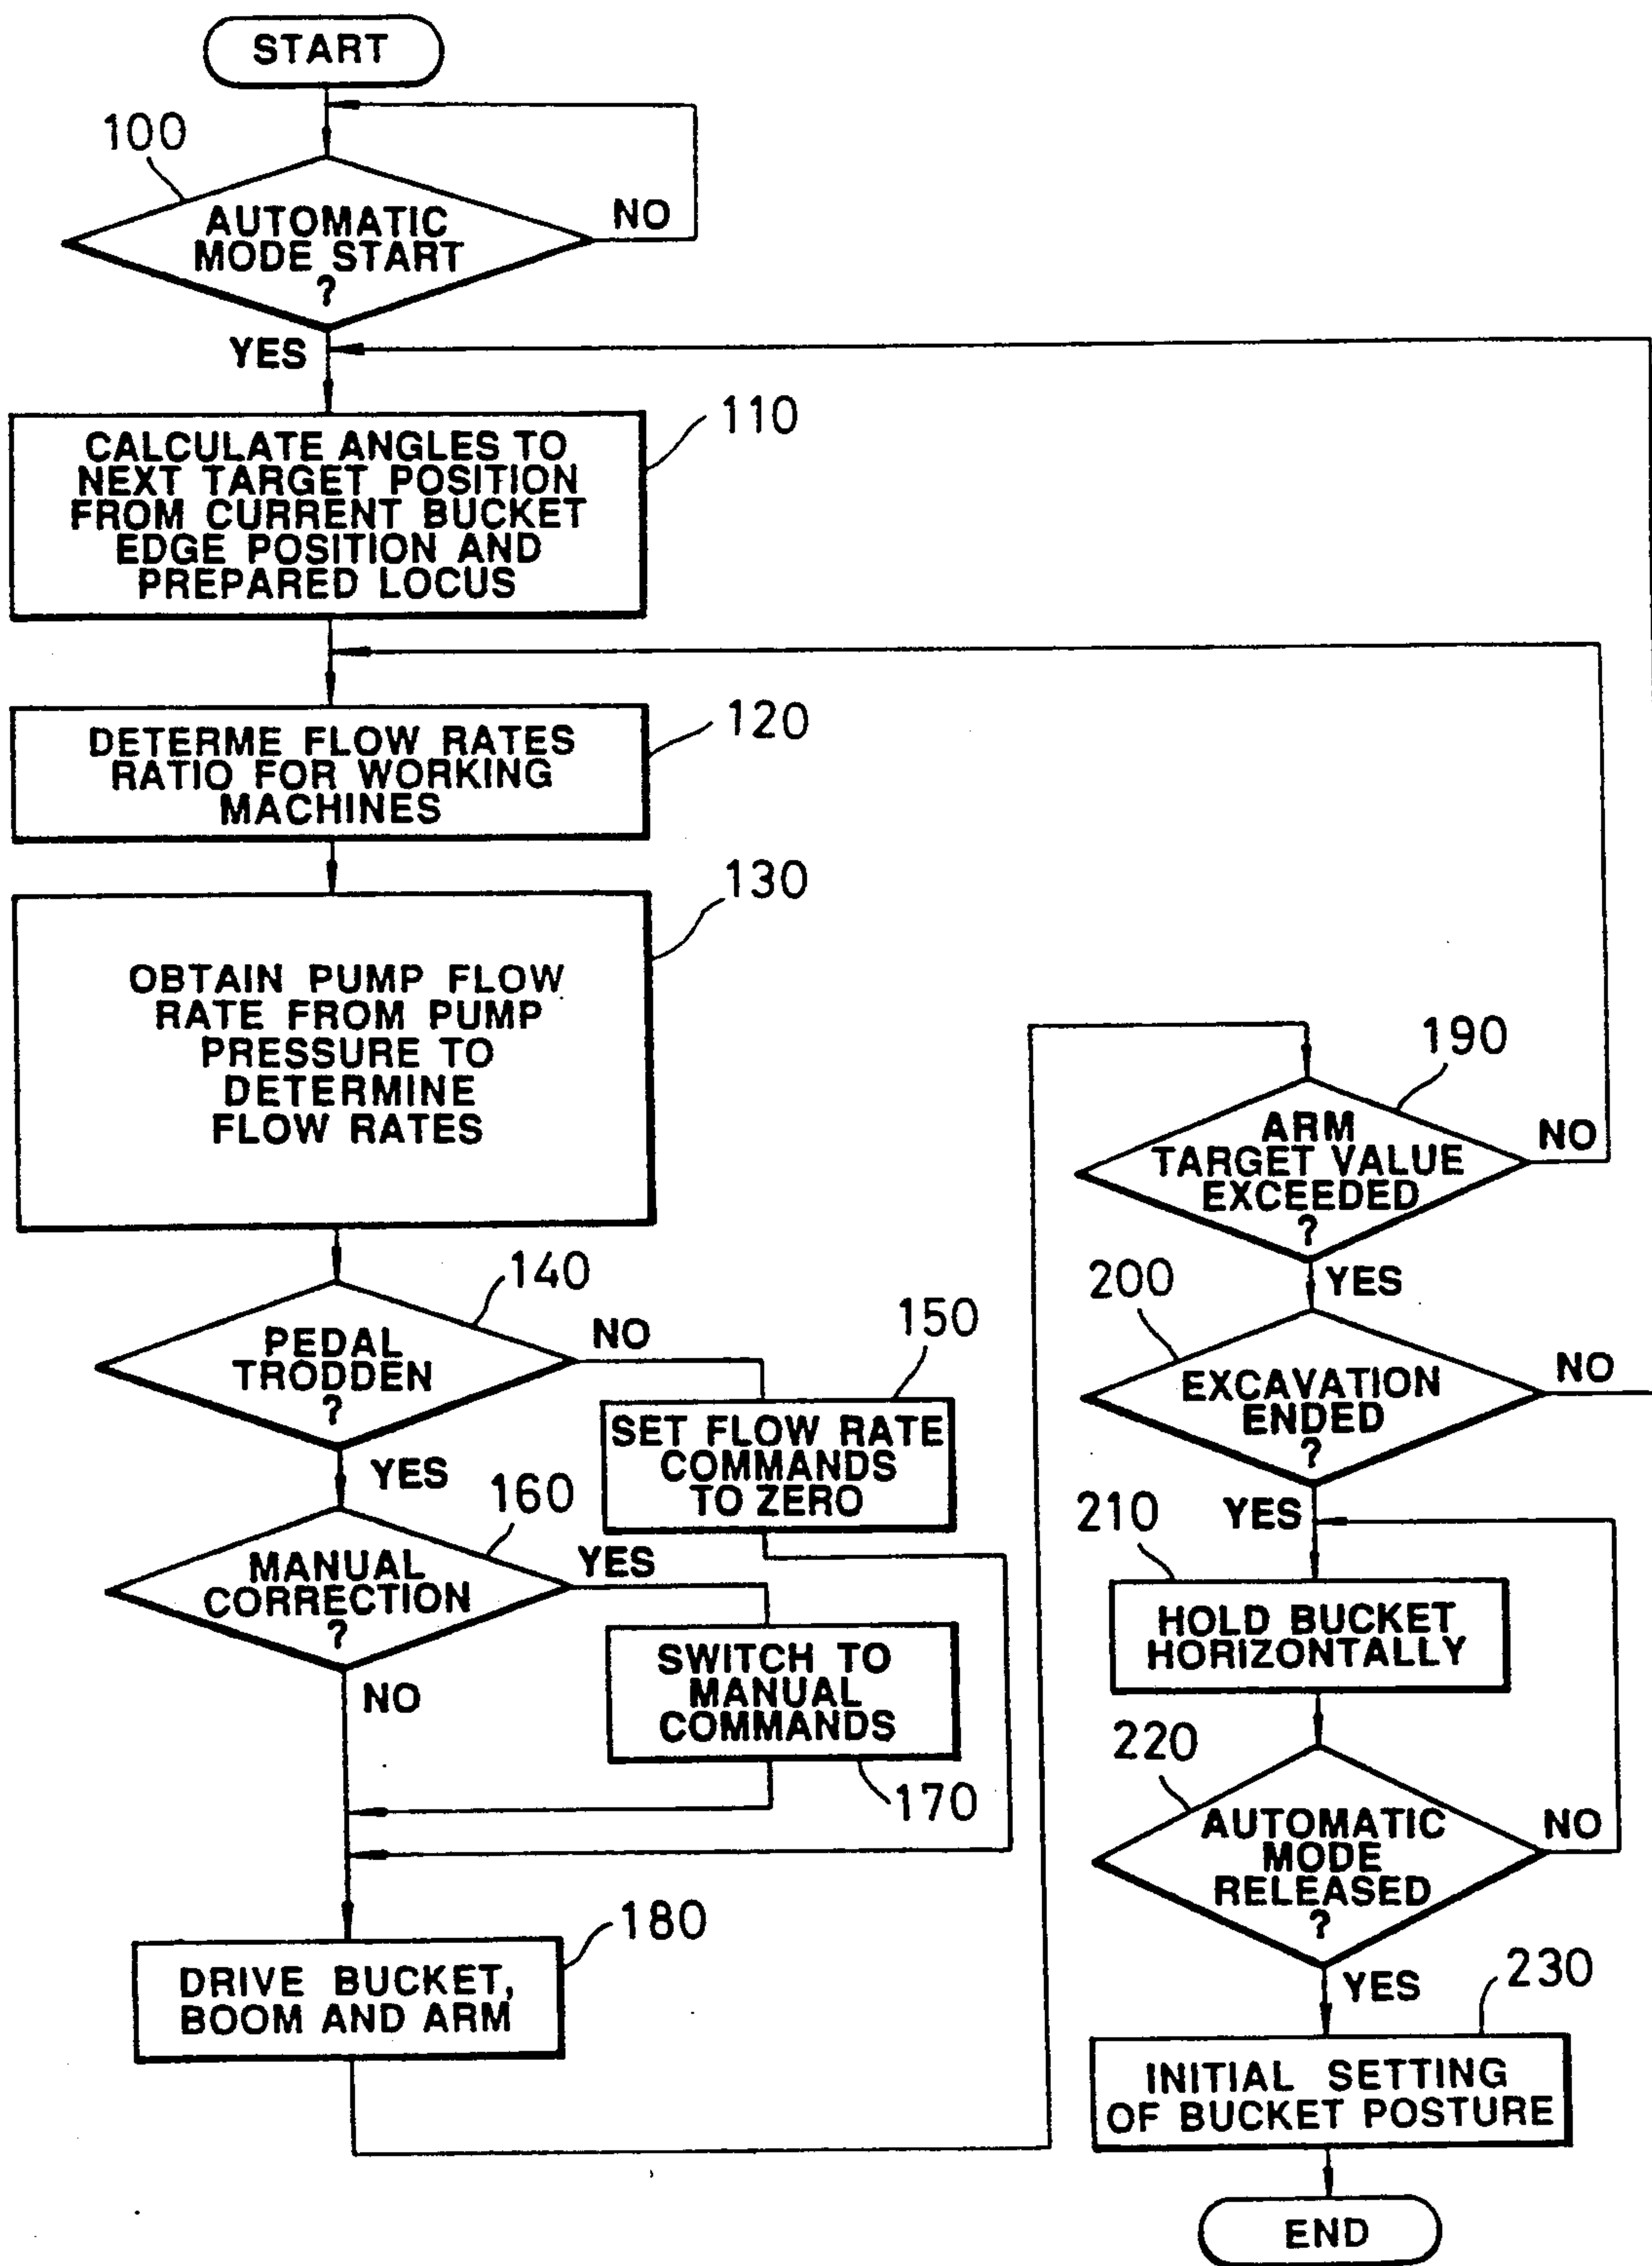 START
100
AUTOMATIC
MODE START
?
NO
YES
110
CALCULATE ANGLES TO
NEXT TARGET POSITION
FROM CURRENT BUCKET
EDGE POSITION AND
PREPARED LOCUS
120
DETERME FLOW RATES
RATIO FOR WORKING
MACHINES
130
OBTAIN PUMP FLOW
RATE FROM PUMP
PRESSURE TO
DETERMINE
FLOW RATES
140
PEDAL
TRODDEN
?
NO
YES
150
SET FLOW RATE
COMMANDS
TO ZERO
160
MANUAL
CORRECTION
?
YES
NO
SWITCH TO
MANUAL
COMMANDS
170
180
DRIVE BUCKET,
BOOM AND ARM
190
ARM
TARGET VALUE
EXCEEDED
?
NO
YES
200
EXCAVATION
ENDED
?
NO
YES
210
HOLD BUCKET
HORIZONTALLY
220
AUTOMATIC
MODE
RELEASED
?
NO
YES
230
INITIAL SETTING
OF BUCKET POSTURE
END